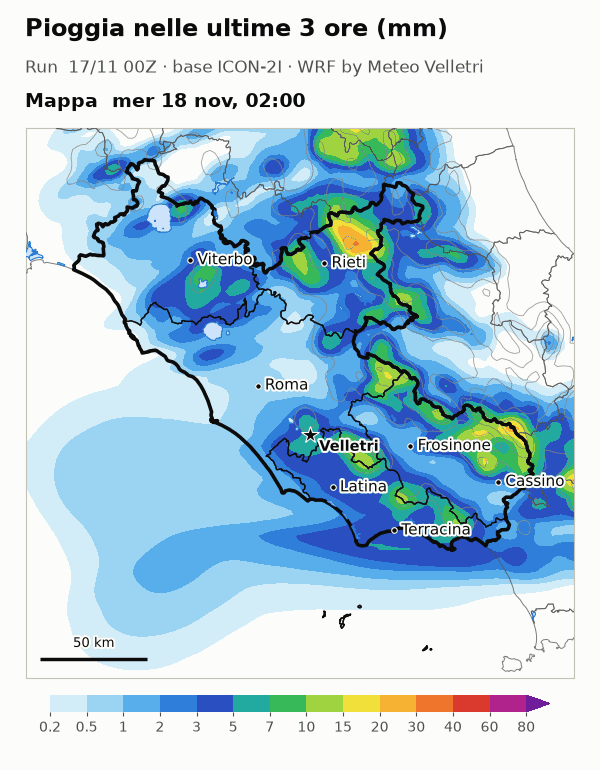 Pioggia nelle ultime 3 ore (mm)
Run 17/11 00Z · base ICON-2I · WRF by Meteo Velletri
Mappa mer 18 nov, 02:00
Viterbo
Rieti
Roma
Velletri
Frosinone
Cassino
Latina
Terracina
50 km
0.2 0.5 1 2 3 5 7 10 15 20 30 40 60 80